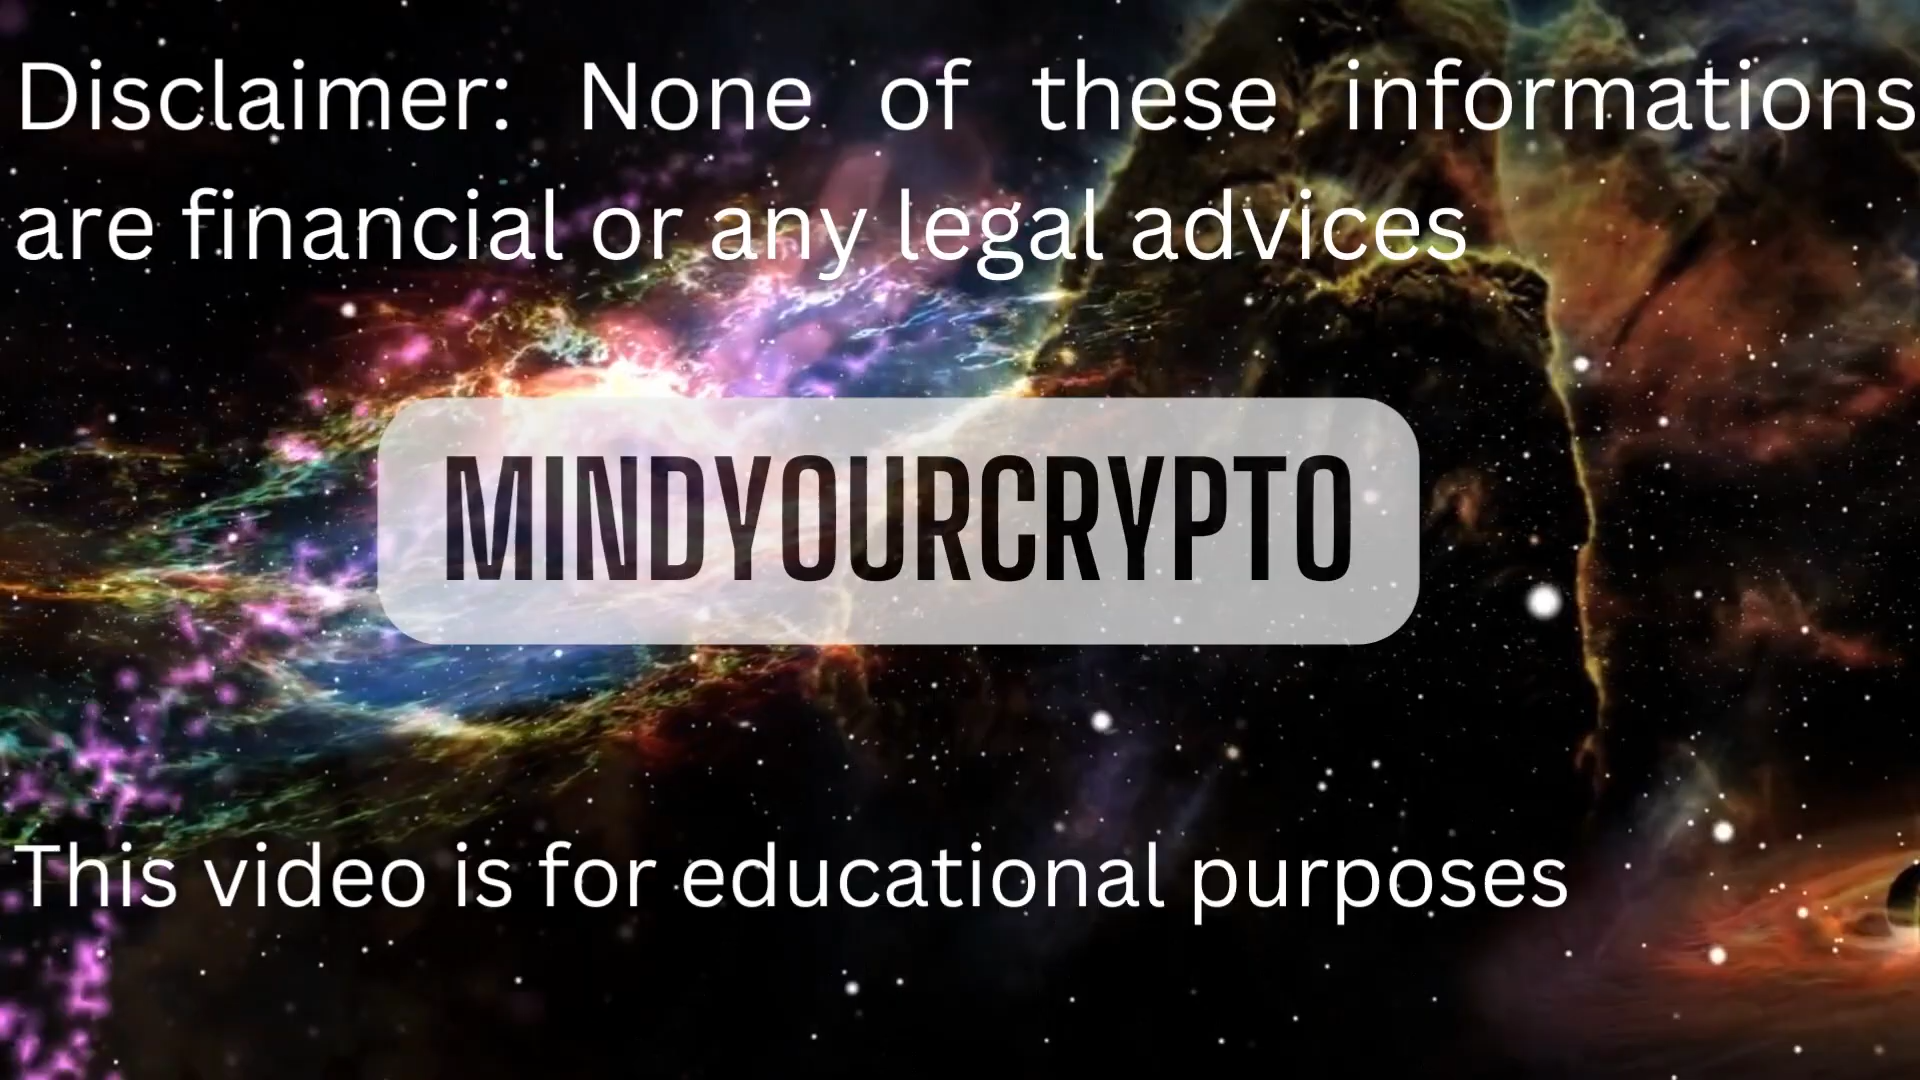 Disclaimer: None of these informations
are financial or any legal advices
MINDYOURCRYPTO
This video is for educational purposes